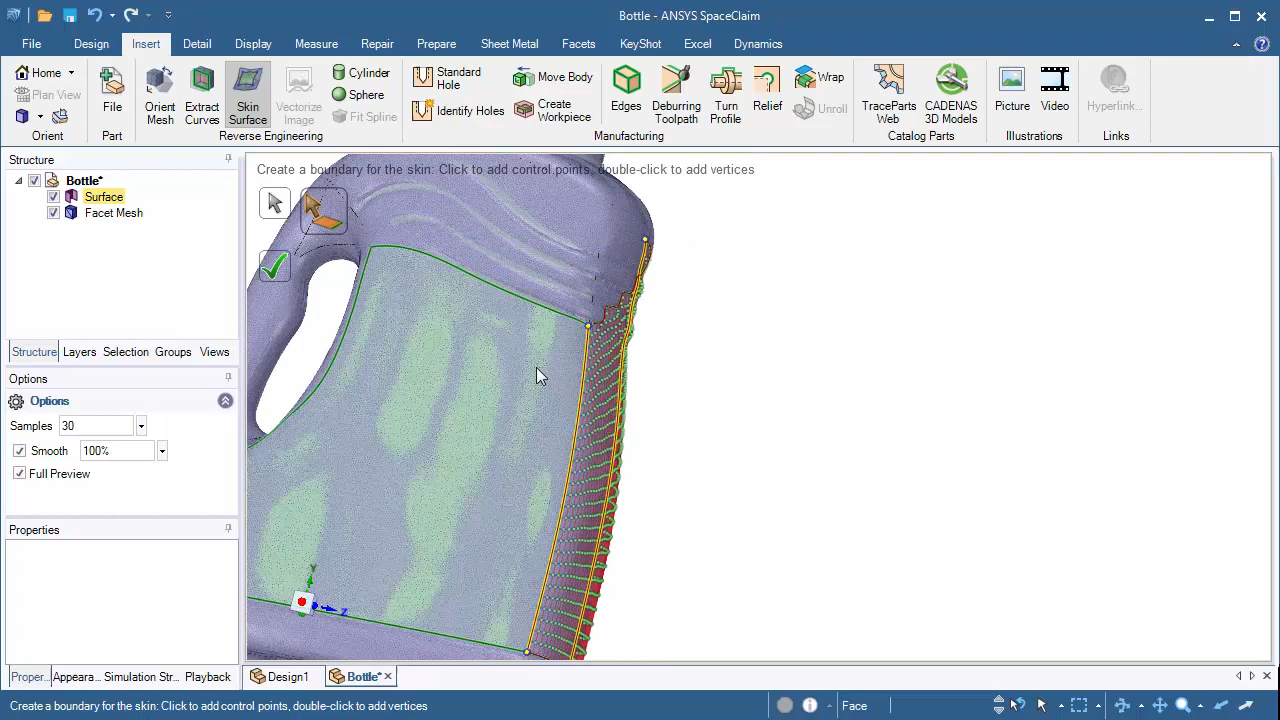 Bottle - ANSYS SpaceClaim
File Design Insert Detail Display Measure Repair Prepare Sheet Metal Facets KeyShot Excel Dynamics
Home
Plan View
Orient
File
Part
Orient Mesh
Extract Curves
Skin Surface
Vectorize Image
Cylinder
Sphere
Fit Spline
Reverse Engineering
Standard Hole
Identify Holes
Move Body
Create Workpiece
Edges
Deburring Toolpath
Turn Profile
Relief
Wrap
Unroll
Manufacturing
TraceParts Web
CADENAS 3D Models
Catalog Parts
Picture
Video
Illustrations
Hyperlink...
Links
Structure
Bottle*
Surface
Facet Mesh
Structure Layers Selection Groups Views
Options
Options
Samples 30
Smooth 100%
Full Preview
Properties
Proper... Appeara... Simulation Str... Playback
Create a boundary for the skin: Click to add control points, double-click to add vertices
Y
Z
Design1
Bottle*
Create a boundary for the skin: Click to add control points, double-click to add vertices
Face